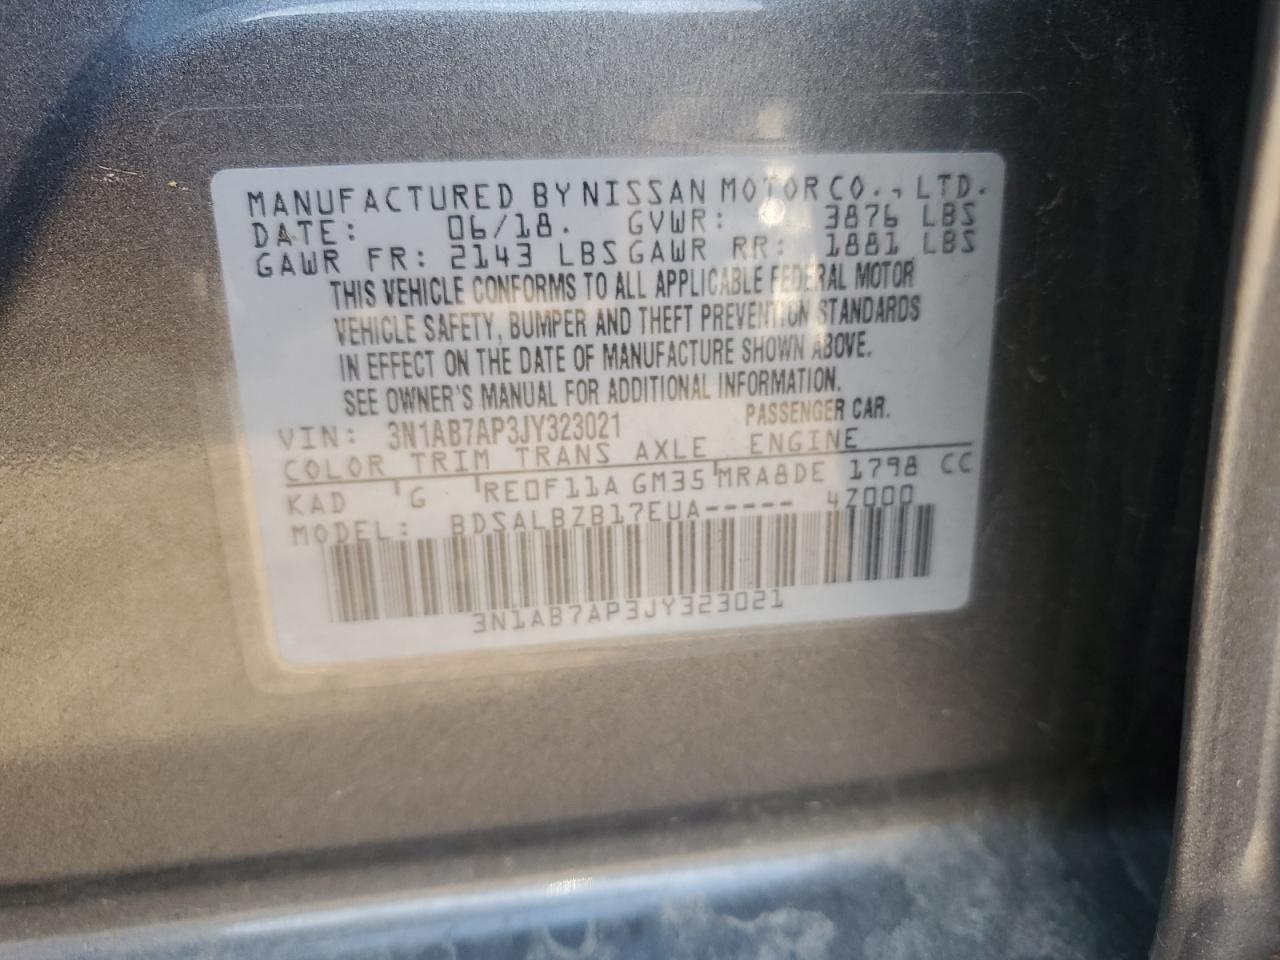 MANUFACTURED BY NISSAN MOTOR CO., LTD.
DATE: 06/18. GVWR: 3876 LBS
GAWR FR: 2143 LBS GAWR RR: 1881 LBS
THIS VEHICLE CONFORMS TO ALL APPLICABLE FEDERAL MOTOR
VEHICLE SAFETY, BUMPER AND THEFT PREVENTION STANDARDS
IN EFFECT ON THE DATE OF MANUFACTURE SHOWN ABOVE.
SEE OWNER'S MANUAL FOR ADDITIONAL INFORMATION.
VIN: 3N1AB7AP3JY323021 PASSENGER CAR.
COLOR TRIM TRANS AXLE ENGINE
KAD G RE0F11A GM35 MRA8DE 1798 CC
MODEL: BDSALBZB17EUA----- 4Z000
3N1AB7AP3JY323021